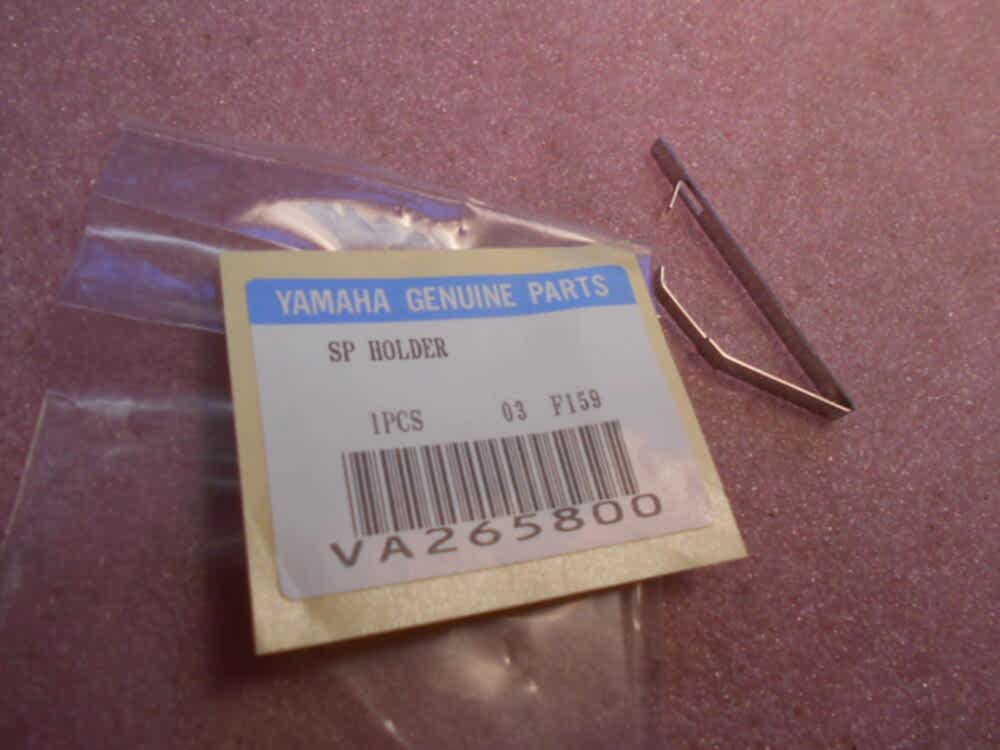 YAMAHA GENUINE PARTS
SP HOLDER
1PCS 03 F159
VA265800